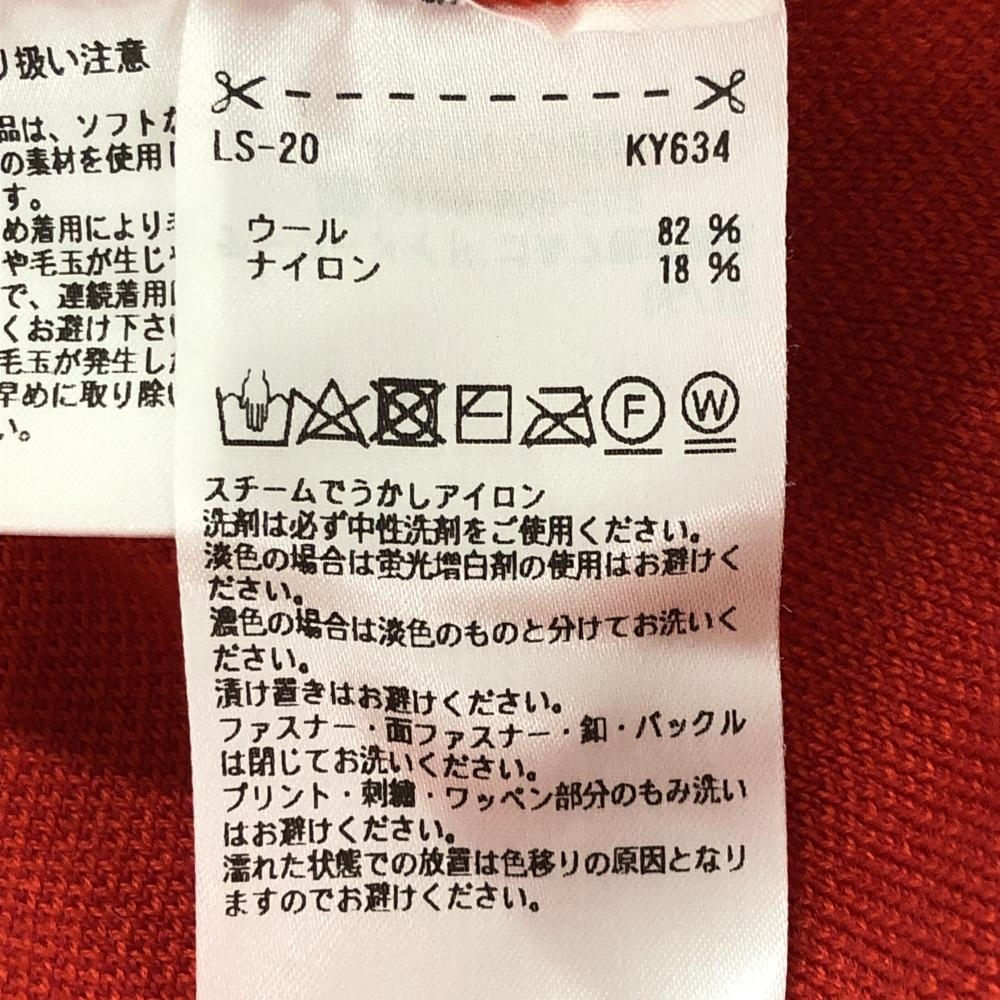 り扱い注意
品は、ソフトな
の素材を使用し
す。
め着用により毛
や毛玉が生じや
で、連続着用は
くお避け下さい
毛玉が発生した
早めに取り除い
い。
LS-20 KY634
ウール 82 %
ナイロン 18 %
F W
スチームでうかしアイロン
洗剤は必ず中性洗剤をご使用ください。
淡色の場合は蛍光増白剤の使用はお避けく
ださい。
濃色の場合は淡色のものと分けてお洗いく
ださい。
漬け置きはお避けください。
ファスナー・面ファスナー・釦・バックル
は閉じてお洗いください。
プリント・刺繍・ワッペン部分のもみ洗い
はお避けください。
濡れた状態での放置は色移りの原因となり
ますのでお避けください。